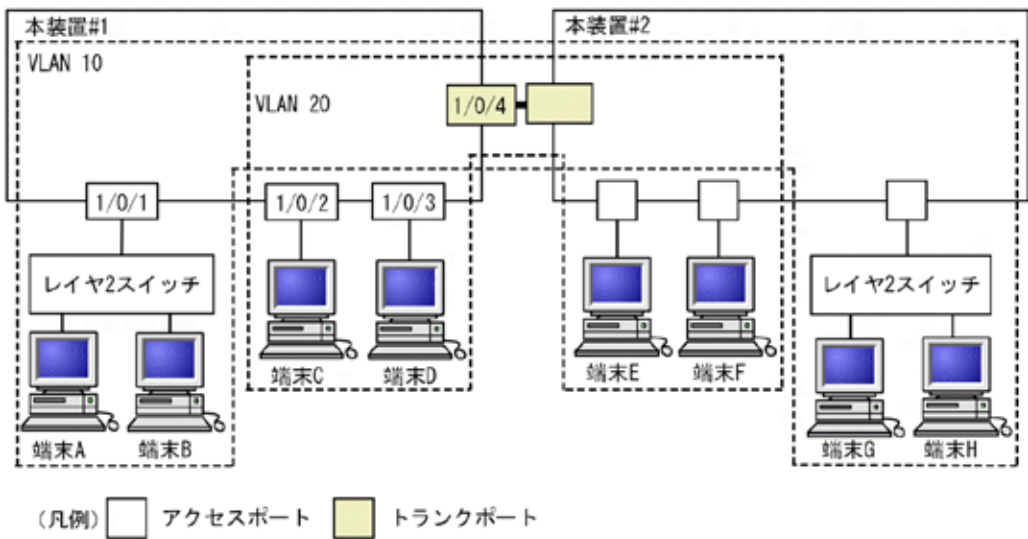 本装置#1
本装置#2
VLAN 10
VLAN 20
1/0/4
1/0/1
1/0/2
1/0/3
レイヤ2スイッチ
レイヤ2スイッチ
端末C
端末D
端末E
端末F
端末A
端末B
端末G
端末H
(凡例)
アクセスポート
トランクポート